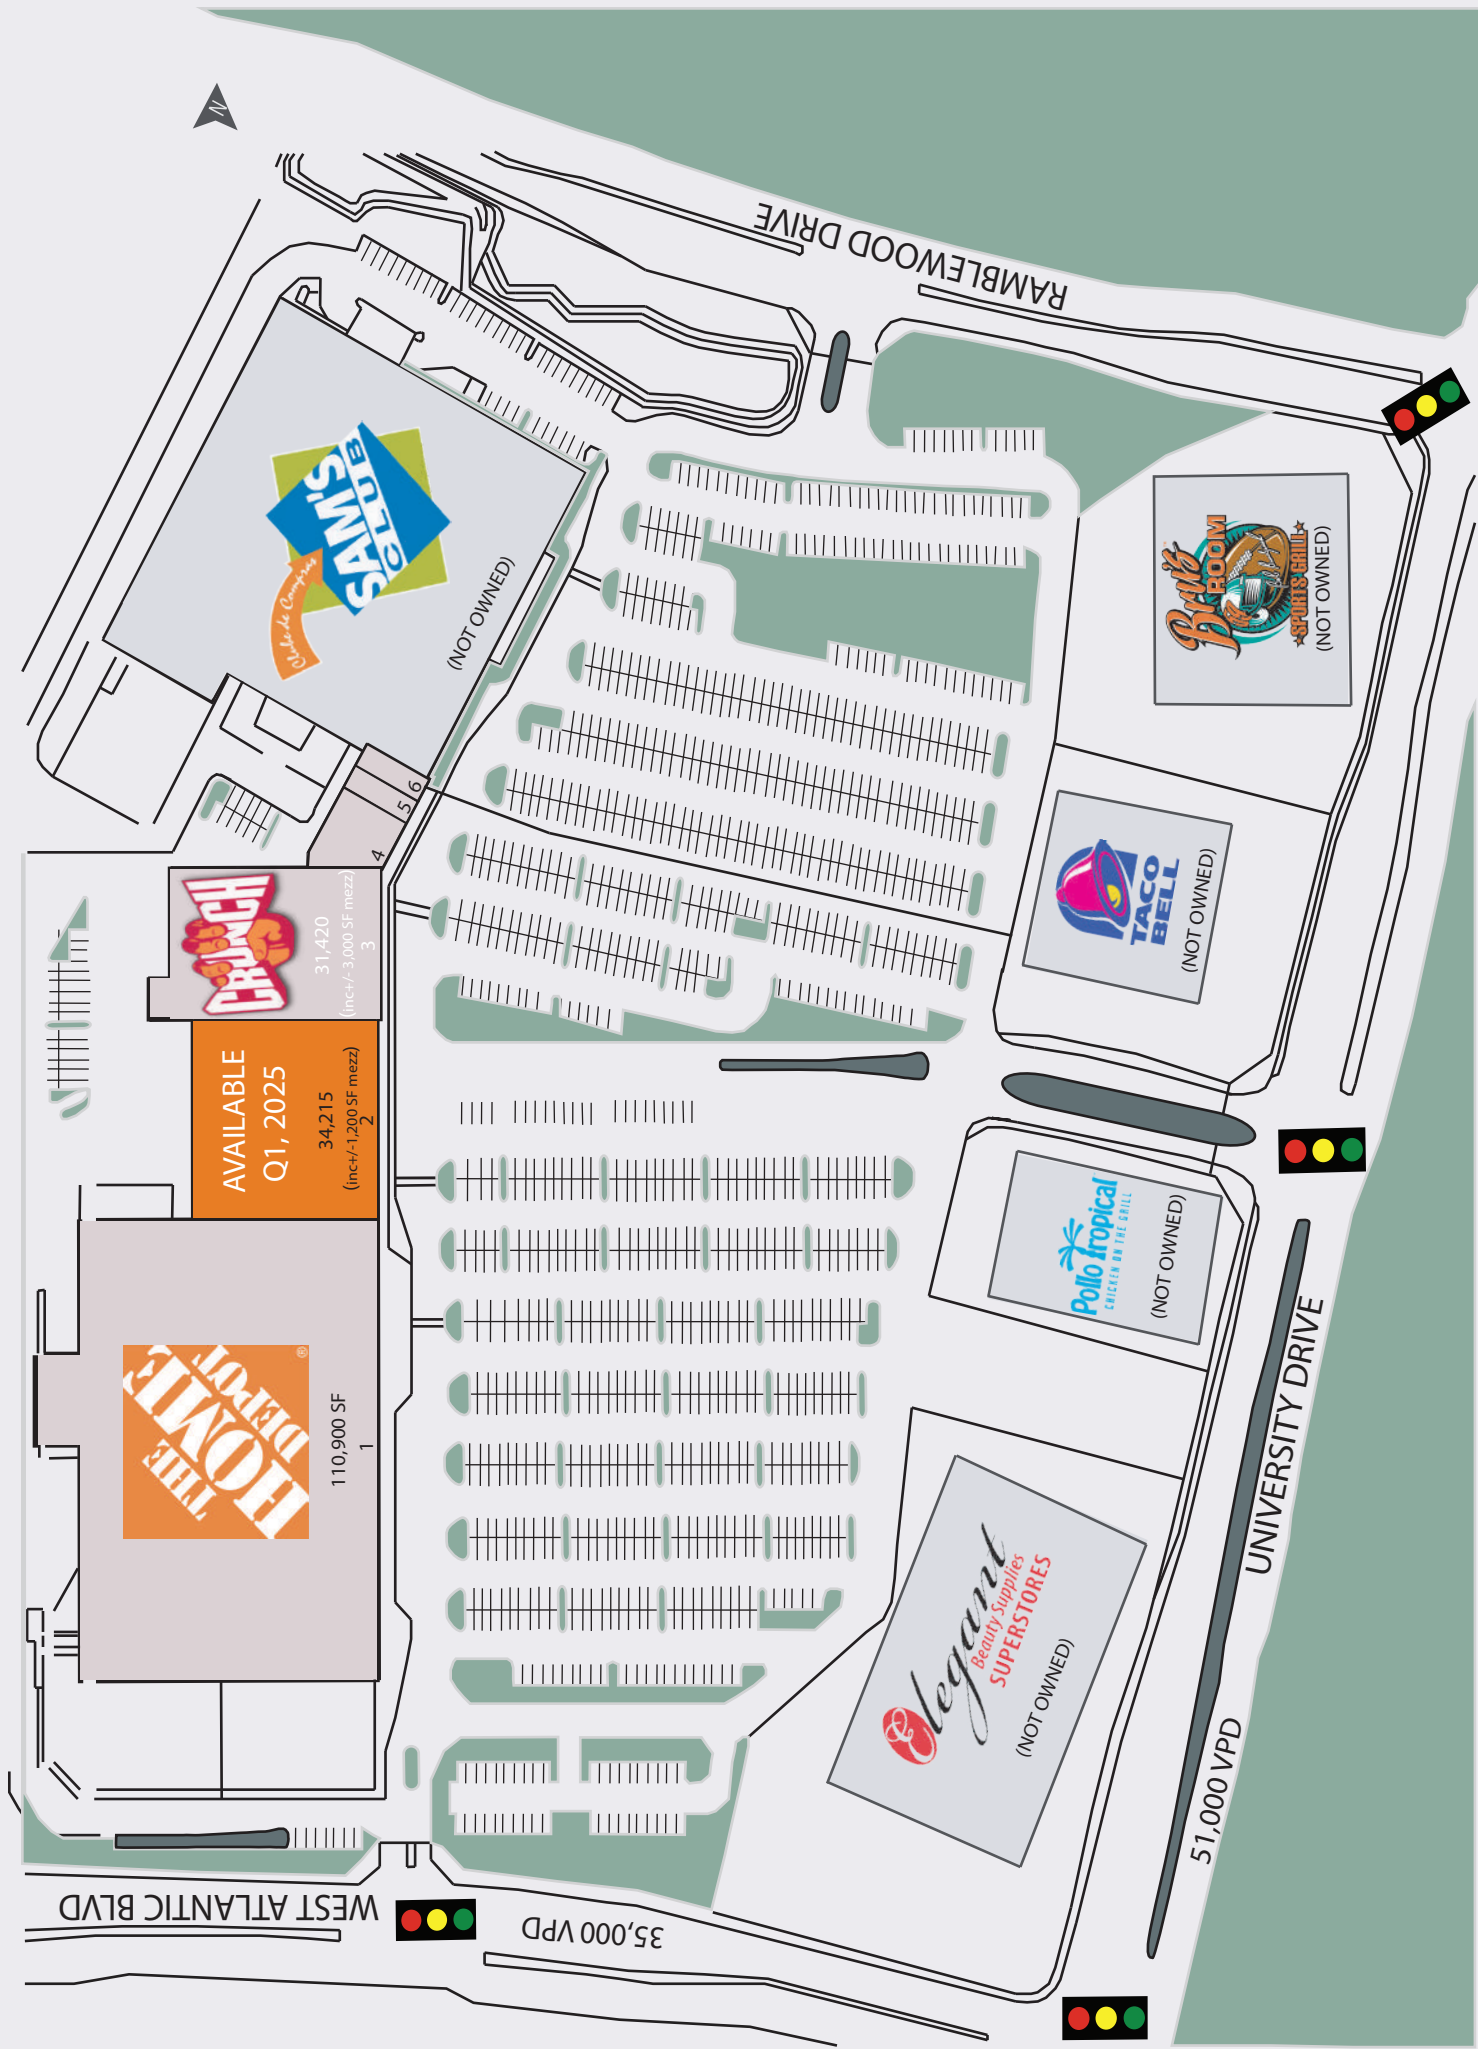 N
RAMBLEWOOD DRIVE
SAM'S
CLUB
Clube de Compras
(NOT OWNED)
Bru's
ROOM
★SPORTS GRILL★
(NOT OWNED)
6
5
4
CRUNCH
31,420
(inc+/- 3,000 SF mezz)
3
TACO
BELL
(NOT OWNED)
AVAILABLE
Q1, 2025
34,215
(inc+/-1,200 SF mezz)
2
Pollo Tropical
CHICKEN ON THE GRILL
(NOT OWNED)
THE
HOME
DEPOT
®
110,900 SF
1
Elegant
Beauty Supplies
SUPERSTORES
(NOT OWNED)
UNIVERSITY DRIVE
51,000 VPD
WEST ATLANTIC BLVD
35,000 VPD